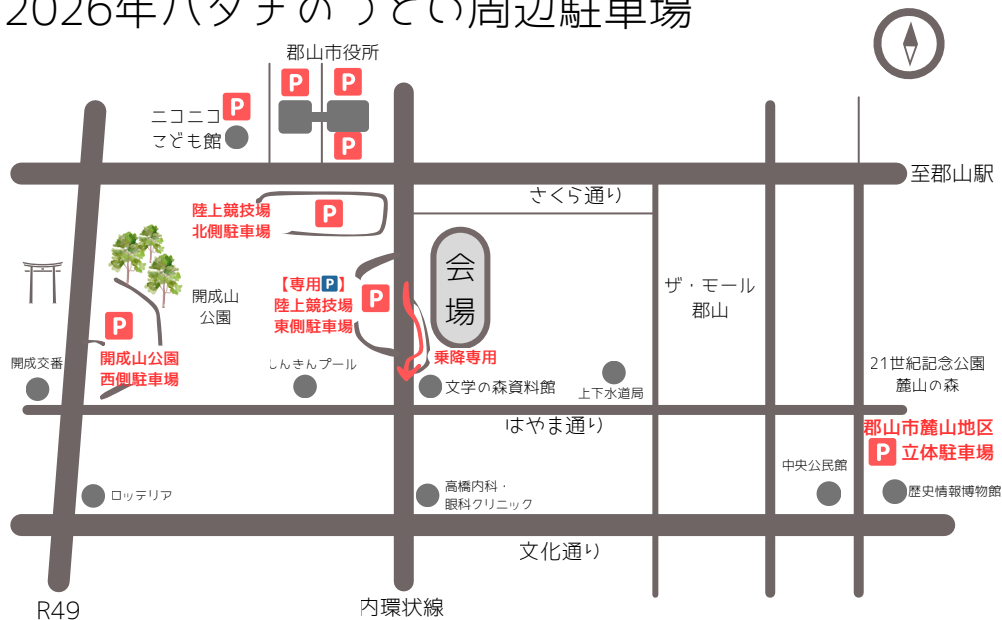 2026年ハタチのつどい周辺駐車場
郡山市役所
P
P
P
P
ニコニコ
こども館
至郡山駅
さくら通り
陸上競技場
北側駐車場
P
会
場
【専用P】
陸上競技場
東側駐車場
P
乗降専用
開成山
公園
P
開成山公園
西側駐車場
ザ・モール
郡山
開成交番
しんきんプール
文学の森資料館
上下水道局
21世紀記念公園
麓山の森
はやま通り
郡山市麓山地区
P 立体駐車場
ロッテリア
高橋内科・
眼科クリニック
中央公民館
歴史情報博物館
文化通り
R49
内環状線